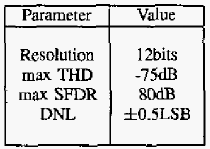 Parameter Value
Resolution 12bits
max THD -75dB
max SFDR 80dB
DNL ±0.5LSB